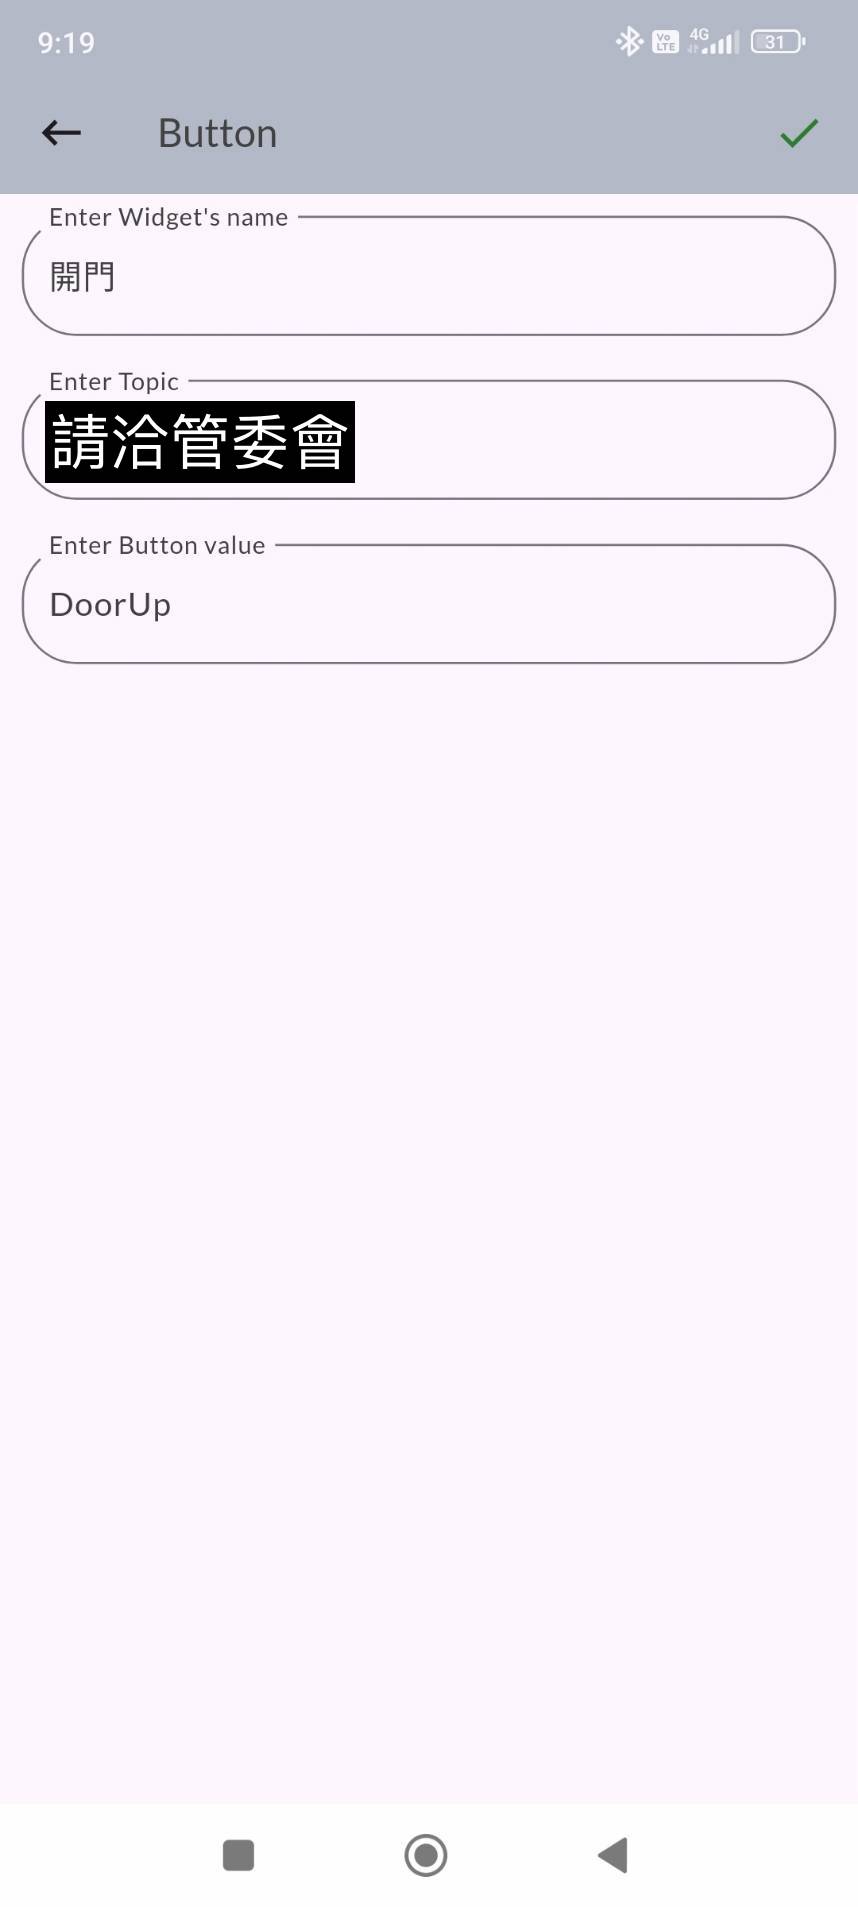 9:19
Vo LTE 4G 31
Button
Enter Widget's name
開門
Enter Topic
請洽管委會
Enter Button value
DoorUp